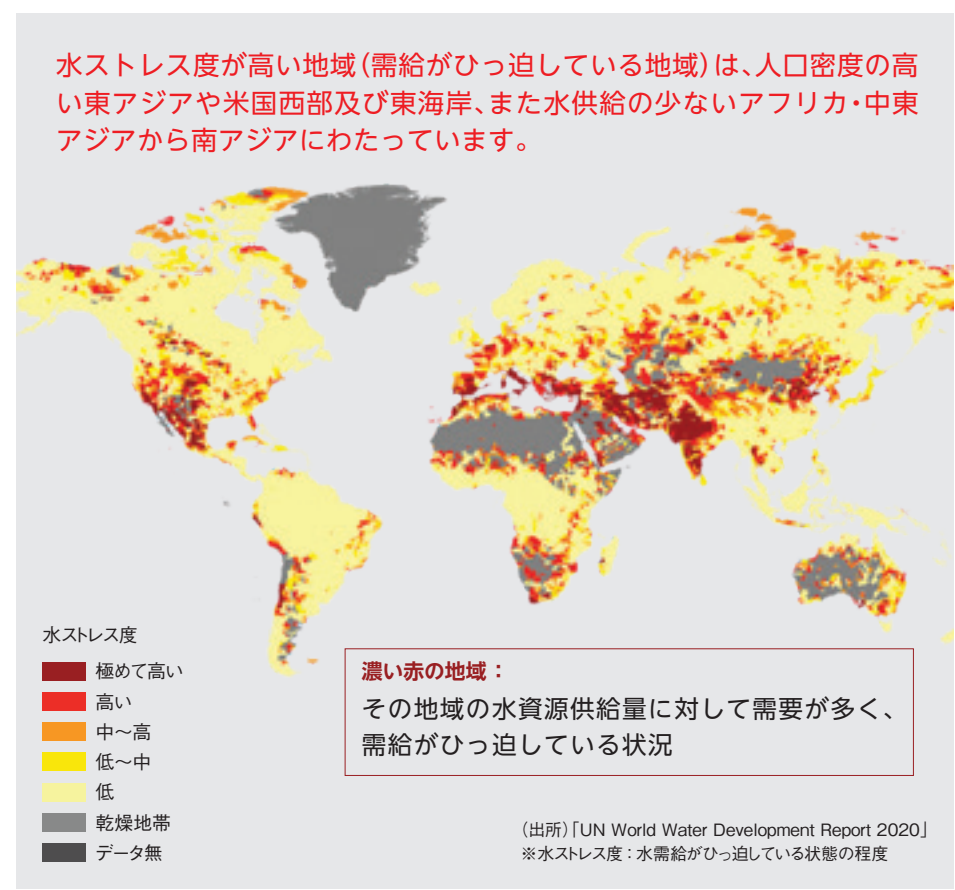 水ストレス度が高い地域(需給がひっ迫している地域)は、人口密度の高
い東アジアや米国西部及び東海岸、また水供給の少ないアフリカ・中東
アジアから南アジアにわたっています。
水ストレス度
極めて高い
高い
中～高
低～中
低
乾燥地帯
データ無
濃い赤の地域：
その地域の水資源供給量に対して需要が多く、
需給がひっ迫している状況
(出所)「UN World Water Development Report 2020」
※水ストレス度：水需給がひっ迫している状態の程度